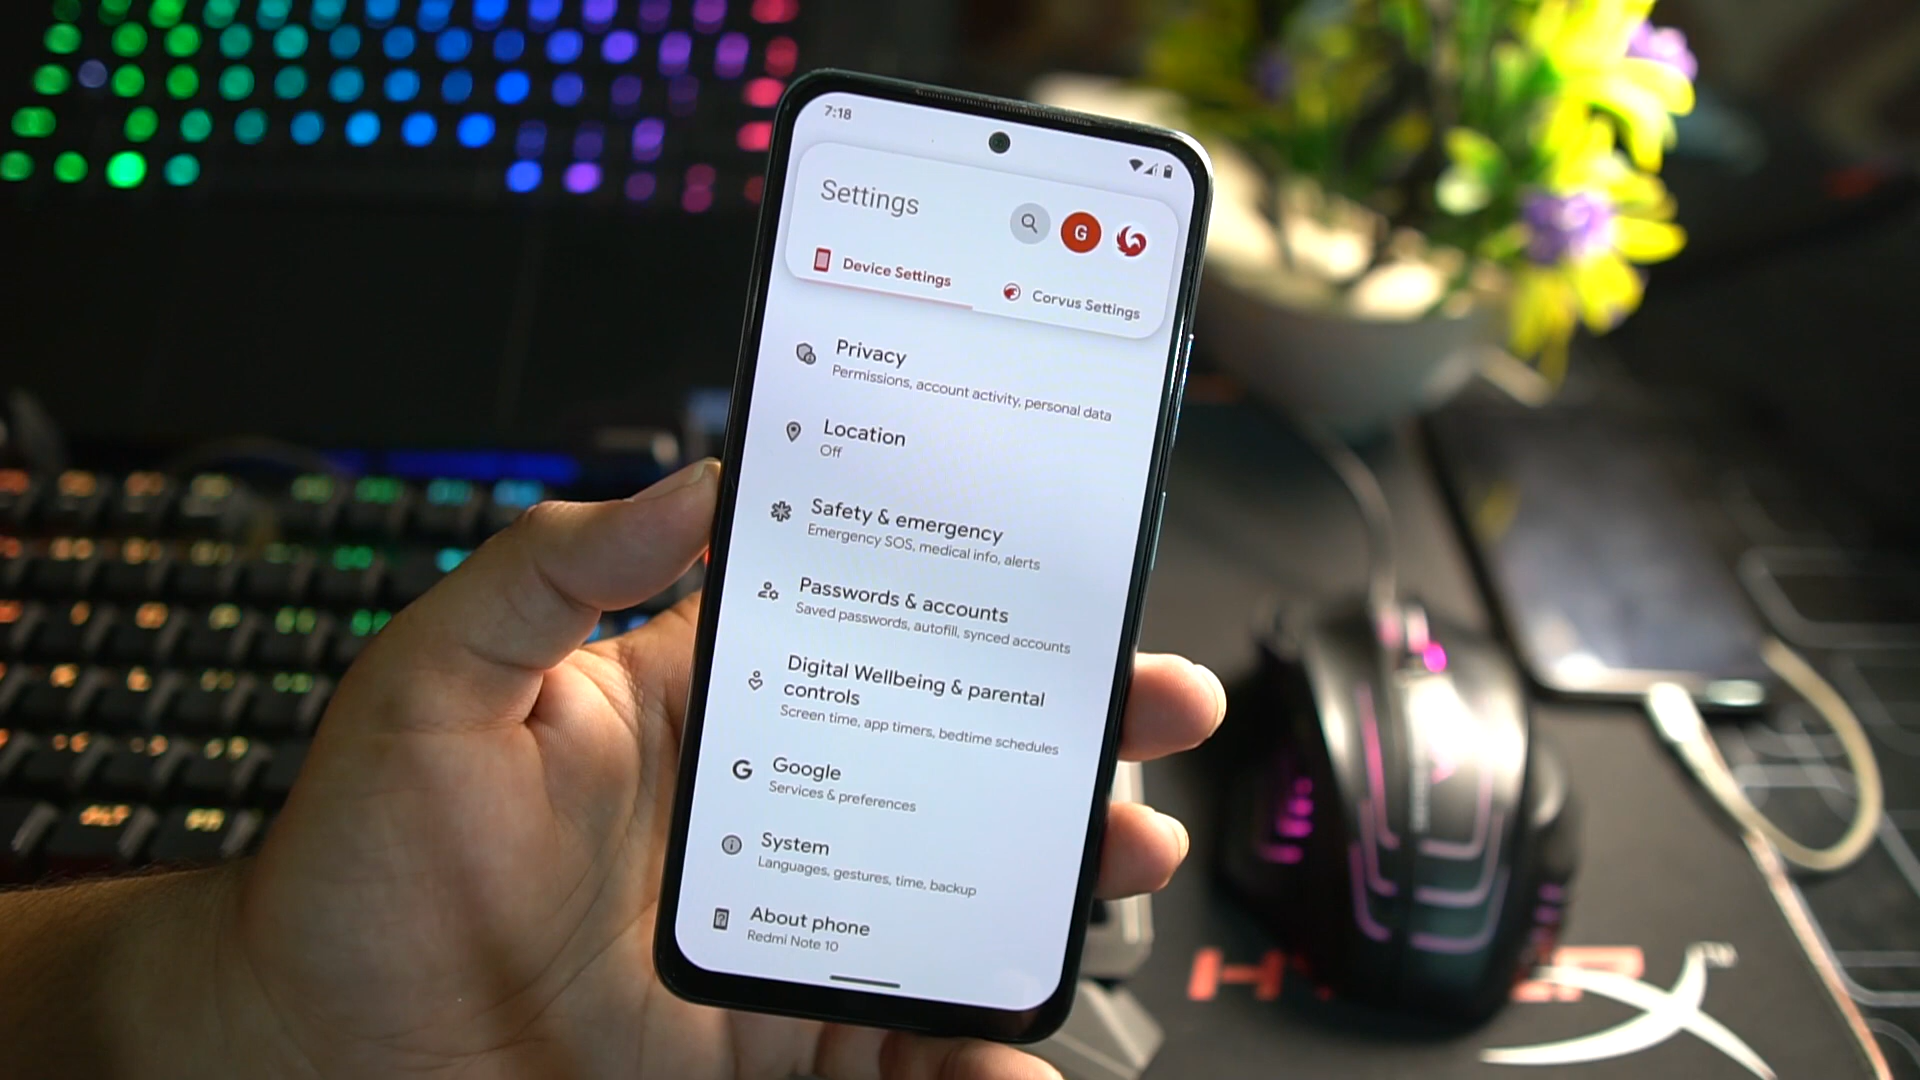 7:18
Settings
G
Device Settings
Corvus Settings
Privacy
Permissions, account activity, personal data
Location
Off
Safety & emergency
Emergency SOS, medical info, alerts
Passwords & accounts
Saved passwords, autofill, synced accounts
Digital Wellbeing & parental
controls
Screen time, app timers, bedtime schedules
Google
Services & preferences
System
Languages, gestures, time, backup
About phone
Redmi Note 10
ALT